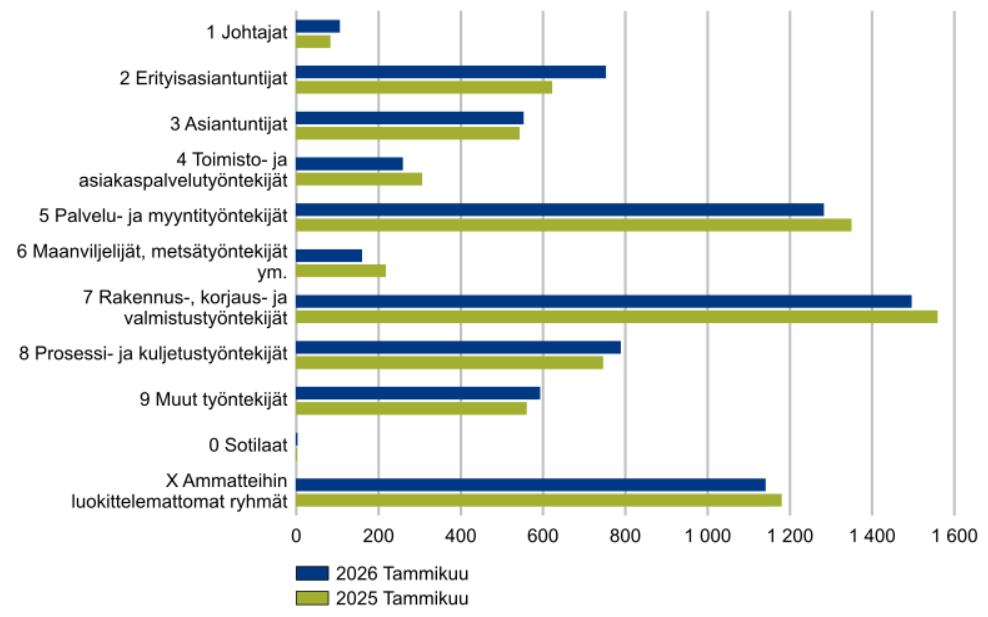 1 Johtajat
2 Erityisasiantuntijat
3 Asiantuntijat
4 Toimisto- ja
asiakaspalvelutyöntekijät
5 Palvelu- ja myyntityöntekijät
6 Maanviljelijät, metsätyöntekijät
ym.
7 Rakennus-, korjaus- ja
valmistustyöntekijät
8 Prosessi- ja kuljetustyöntekijät
9 Muut työntekijät
0 Sotilaat
X Ammatteihin
luokittelemattomat ryhmät
0 200 400 600 800 1 000 1 200 1 400 1 600
2026 Tammikuu
2025 Tammikuu